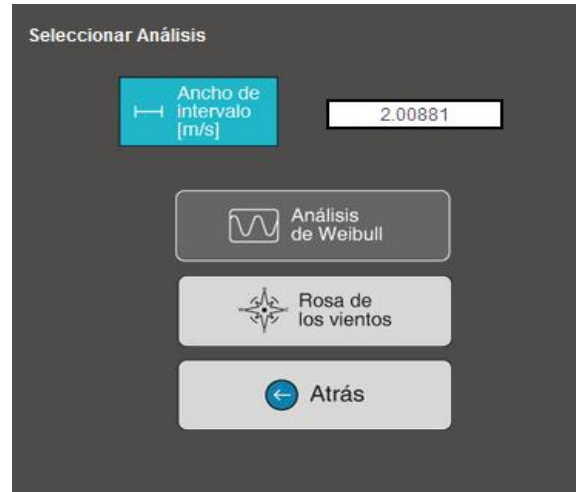 Seleccionar Análisis
Ancho de
intervalo
[m/s]
2.00881
Análisis
de Weibull
Rosa de
los vientos
Atrás